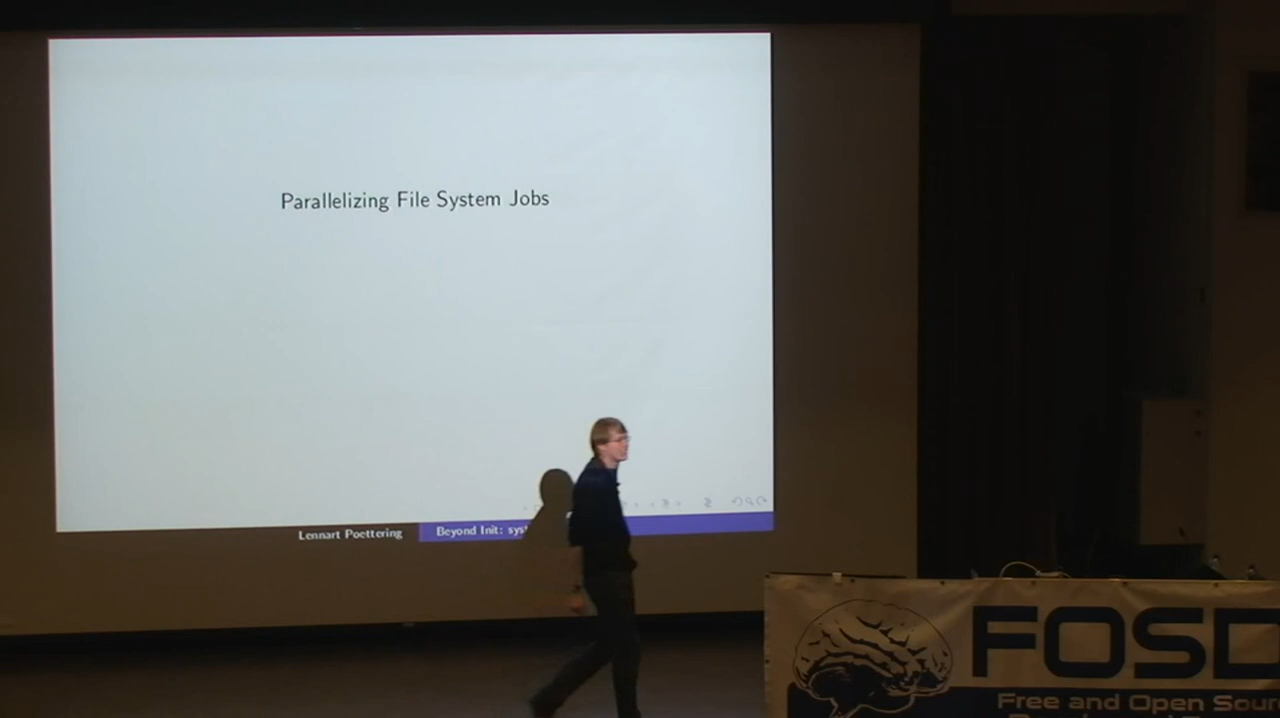 Parallelizing File System Jobs
Lennart Poettering
Beyond Init: sys
FOSD
Free and Open Sour